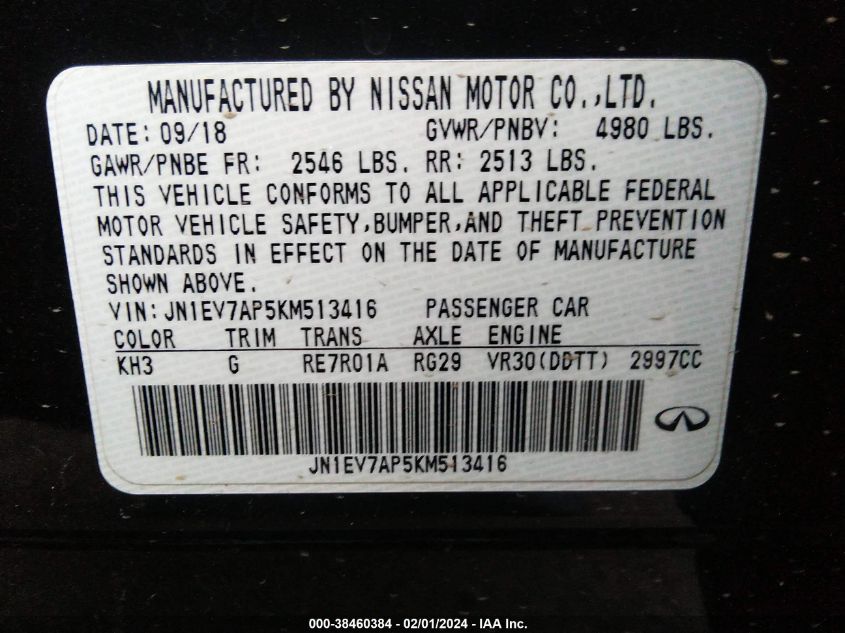 MANUFACTURED BY NISSAN MOTOR CO.,LTD.
DATE: 09/18 GVWR/PNBV: 4980 LBS.
GAWR/PNBE FR: 2546 LBS. RR: 2513 LBS.
THIS VEHICLE CONFORMS TO ALL APPLICABLE FEDERAL
MOTOR VEHICLE SAFETY,BUMPER,AND THEFT PREVENTION
STANDARDS IN EFFECT ON THE DATE OF MANUFACTURE
SHOWN ABOVE.
VIN: JN1EV7AP5KM513416 PASSENGER CAR
COLOR TRIM TRANS AXLE ENGINE
KH3 G RE7R01A RG29 VR30(DDTT) 2997CC
JN1EV7AP5KM513416
000-38460384 - 02/01/2024 - IAA Inc.